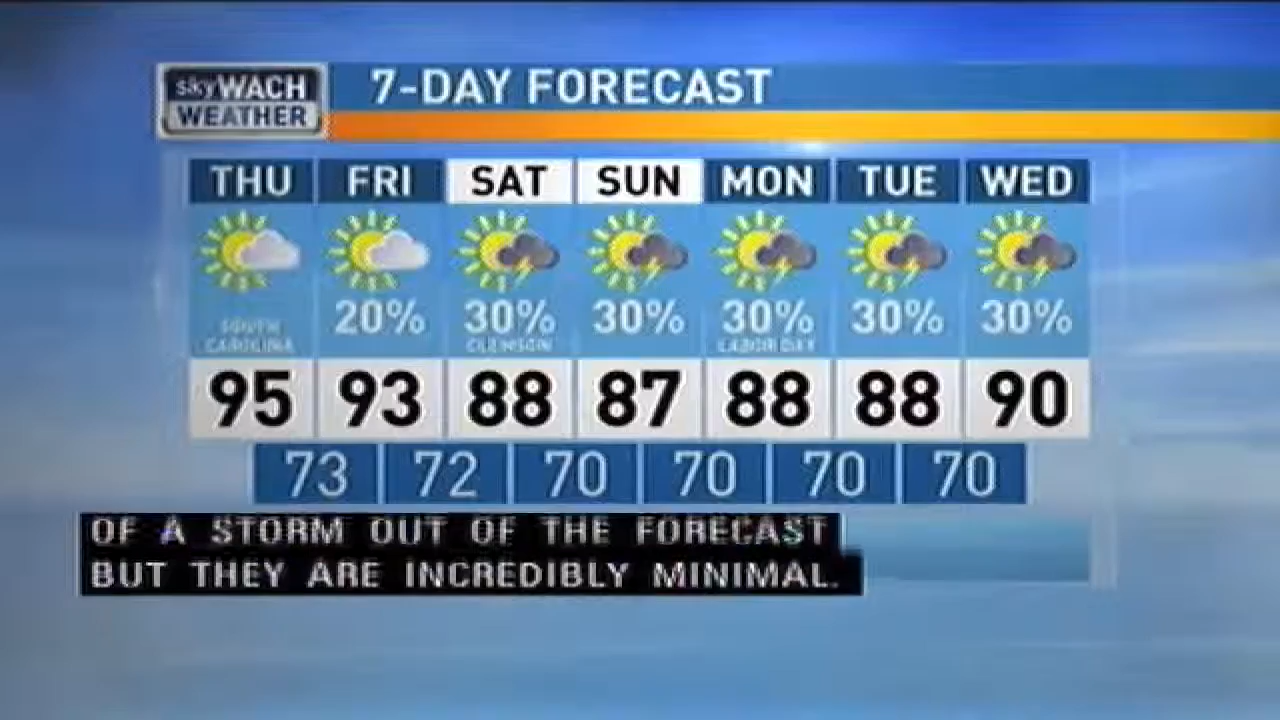 skyWACH
WEATHER
7-DAY FORECAST
THU FRI SAT SUN MON TUE WED
20% 30% 30% 30% 30% 30%
SOUTH
CAROLINA CLEMSON LABOR DAY
95 93 88 87 88 88 90
73 72 70 70 70 70
OF A STORM OUT OF THE FORECAST
BUT THEY ARE INCREDIBLY MINIMAL.